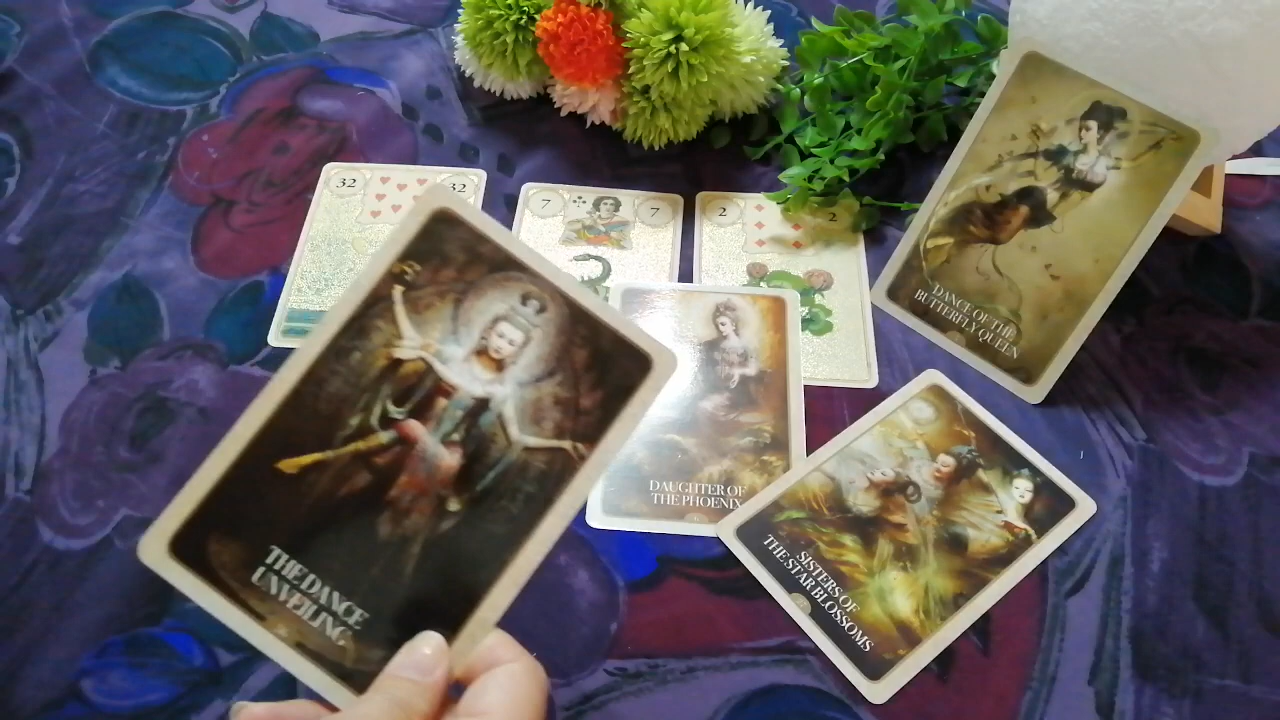 32 32
7 7
2 2
DANCE OF THE
BUTTERFLY QUEEN
DAUGHTER OF
THE PHOENIX
SISTERS OF
THE STAR BLOSSOMS
THE DANCE
UNVEILING